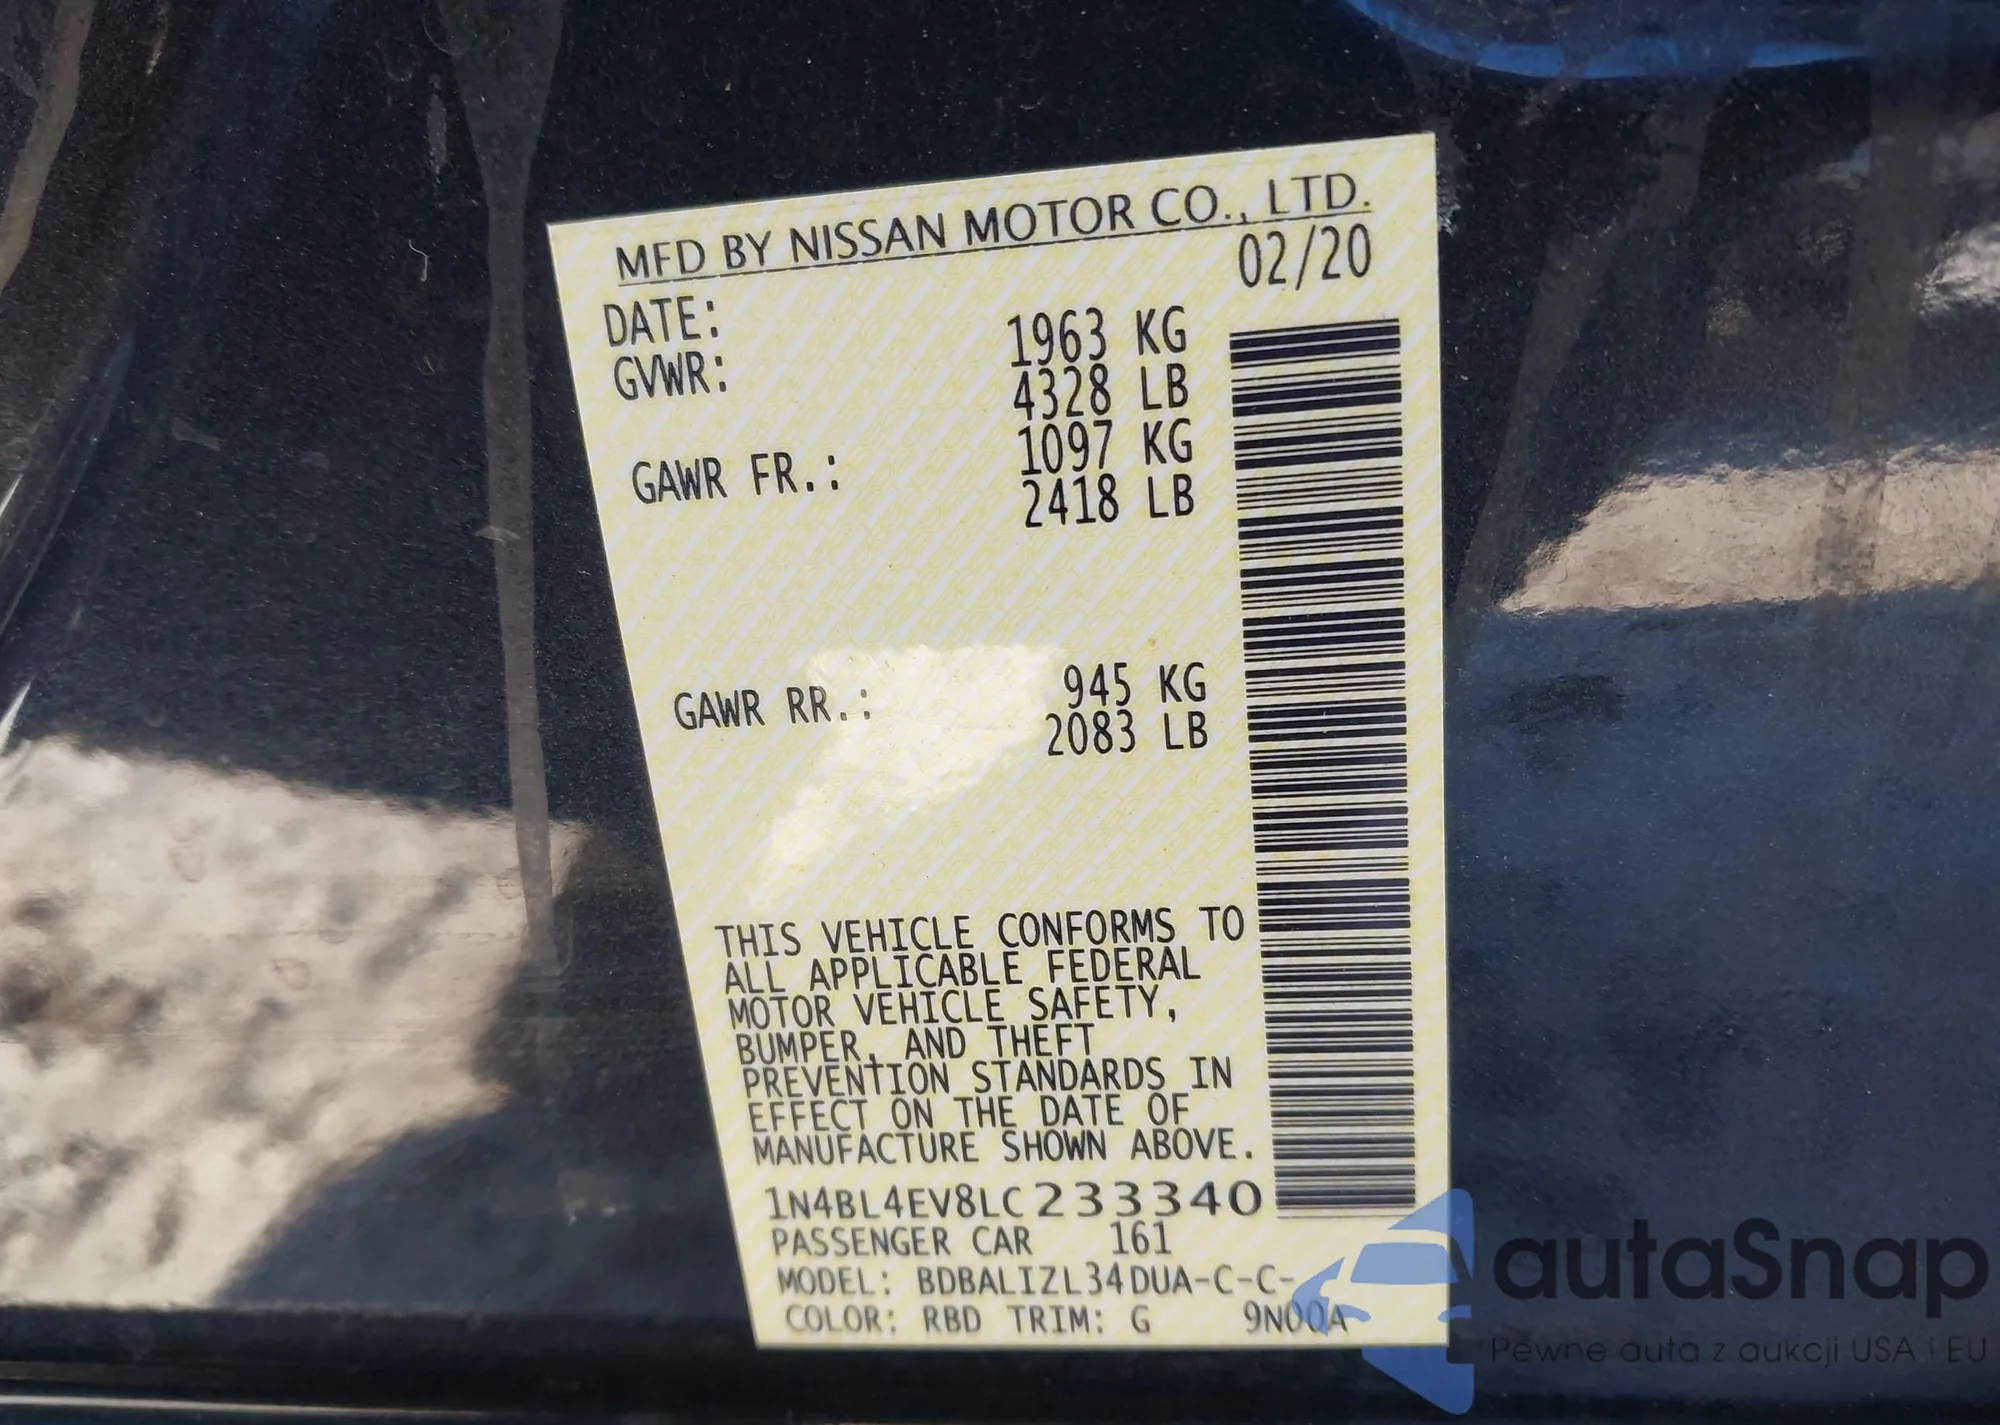 MFD BY NISSAN MOTOR CO., LTD.
DATE: 02/20
GVWR: 1963 KG
4328 LB
GAWR FR.: 1097 KG
2418 LB
GAWR RR.: 945 KG
2083 LB
THIS VEHICLE CONFORMS TO
ALL APPLICABLE FEDERAL
MOTOR VEHICLE SAFETY,
BUMPER, AND THEFT
PREVENTION STANDARDS IN
EFFECT ON THE DATE OF
MANUFACTURE SHOWN ABOVE.
1N4BL4EV8LC233340
PASSENGER CAR 161
MODEL: BDBALIZL34DUA-C-C-
COLOR: RBD TRIM: G 9N00A
autaSnap
Pewne auta z aukcji USA i EU